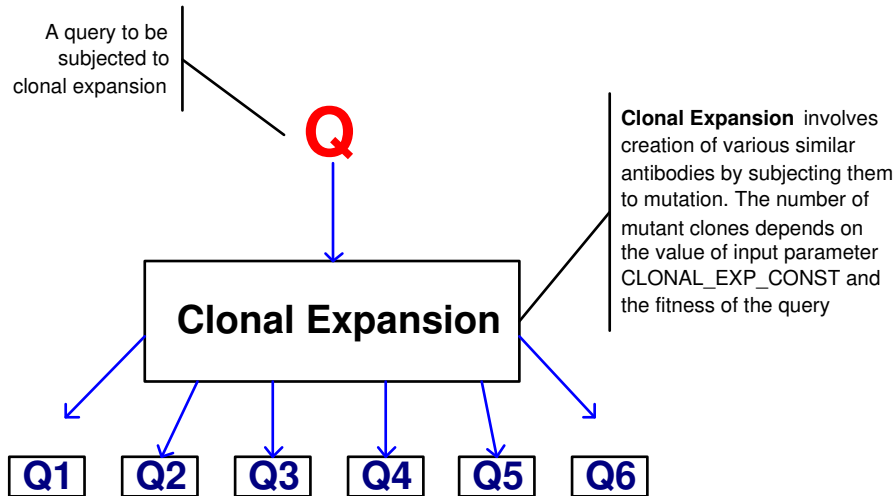 A query to be
subjected to
clonal expansion
Q
Clonal Expansion involves
creation of various similar
antibodies by subjecting them
to mutation. The number of
mutant clones depends on
the value of input parameter
CLONAL_EXP_CONST and
the fitness of the query
Clonal Expansion
Q1 Q2 Q3 Q4 Q5 Q6